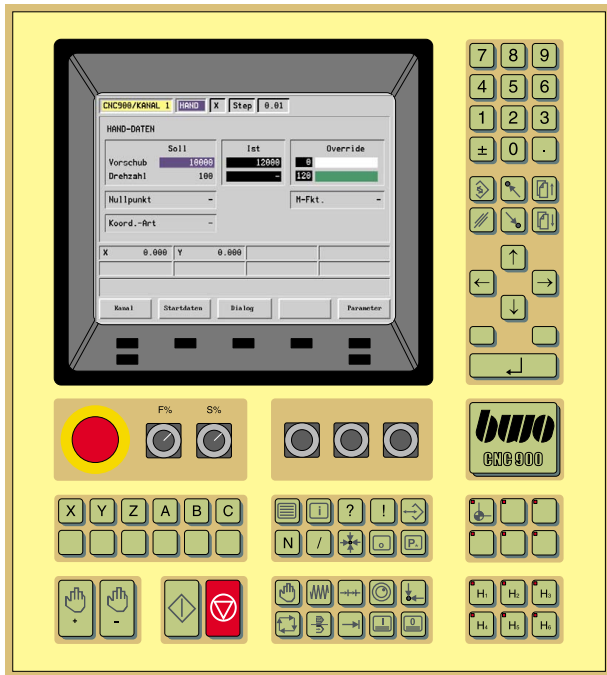 CNC900/KANAL 1 HAND X Step 0.01
HAND-DATEN
Soll Ist Override
Vorschub 10000 12000 0
Drehzahl 100 - 120
Nullpunkt - M-Fkt. -
Koord.-Art -
X 0.000 Y 0.000
Kanal Startdaten Dialog Parameter
7 8 9
4 5 6
1 2 3
± 0 ·
$
↑
← →
↓
F% S%
bwo
CNC 900
X Y Z A B C
i ? !
N / o P
+ -
I 0
H1 H2 H3
H4 H5 H6